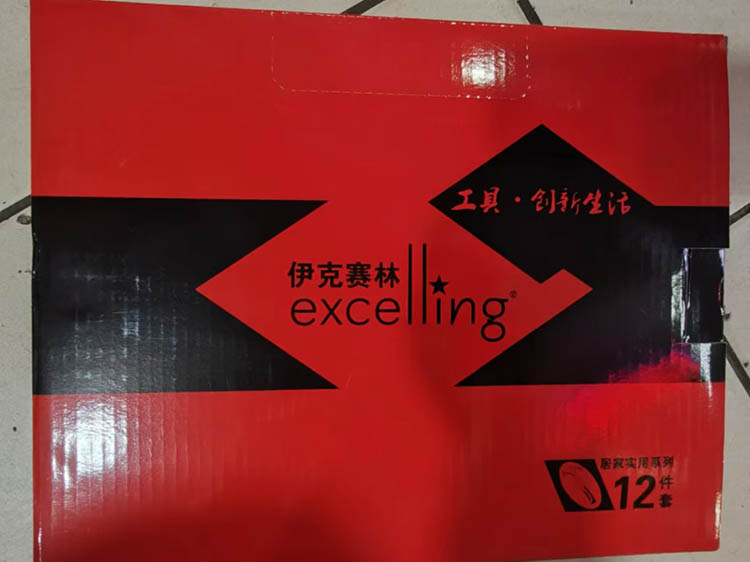 工具·创新生活
伊克赛林
excelling©
居家实用系列
12件套